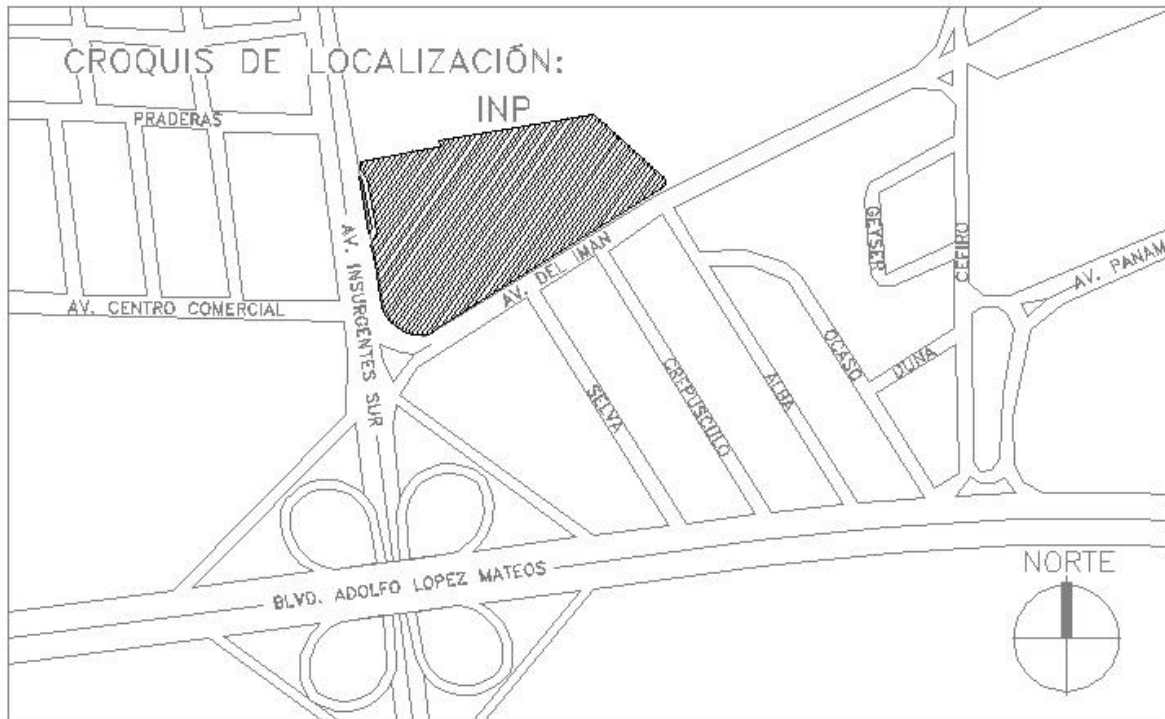 CROQUIS DE LOCALIZACIÓN:
INP
PRADERAS
AV. INSURGENTES SUR
AV. DEL IMAN
GEYSER
CEFIRO
AV. PANAM
AV. CENTRO COMERCIAL
SELVA
CREPUSCULO
ALBA
OCASO
DUNA
BLVD. ADOLFO LOPEZ MATEOS
NORTE